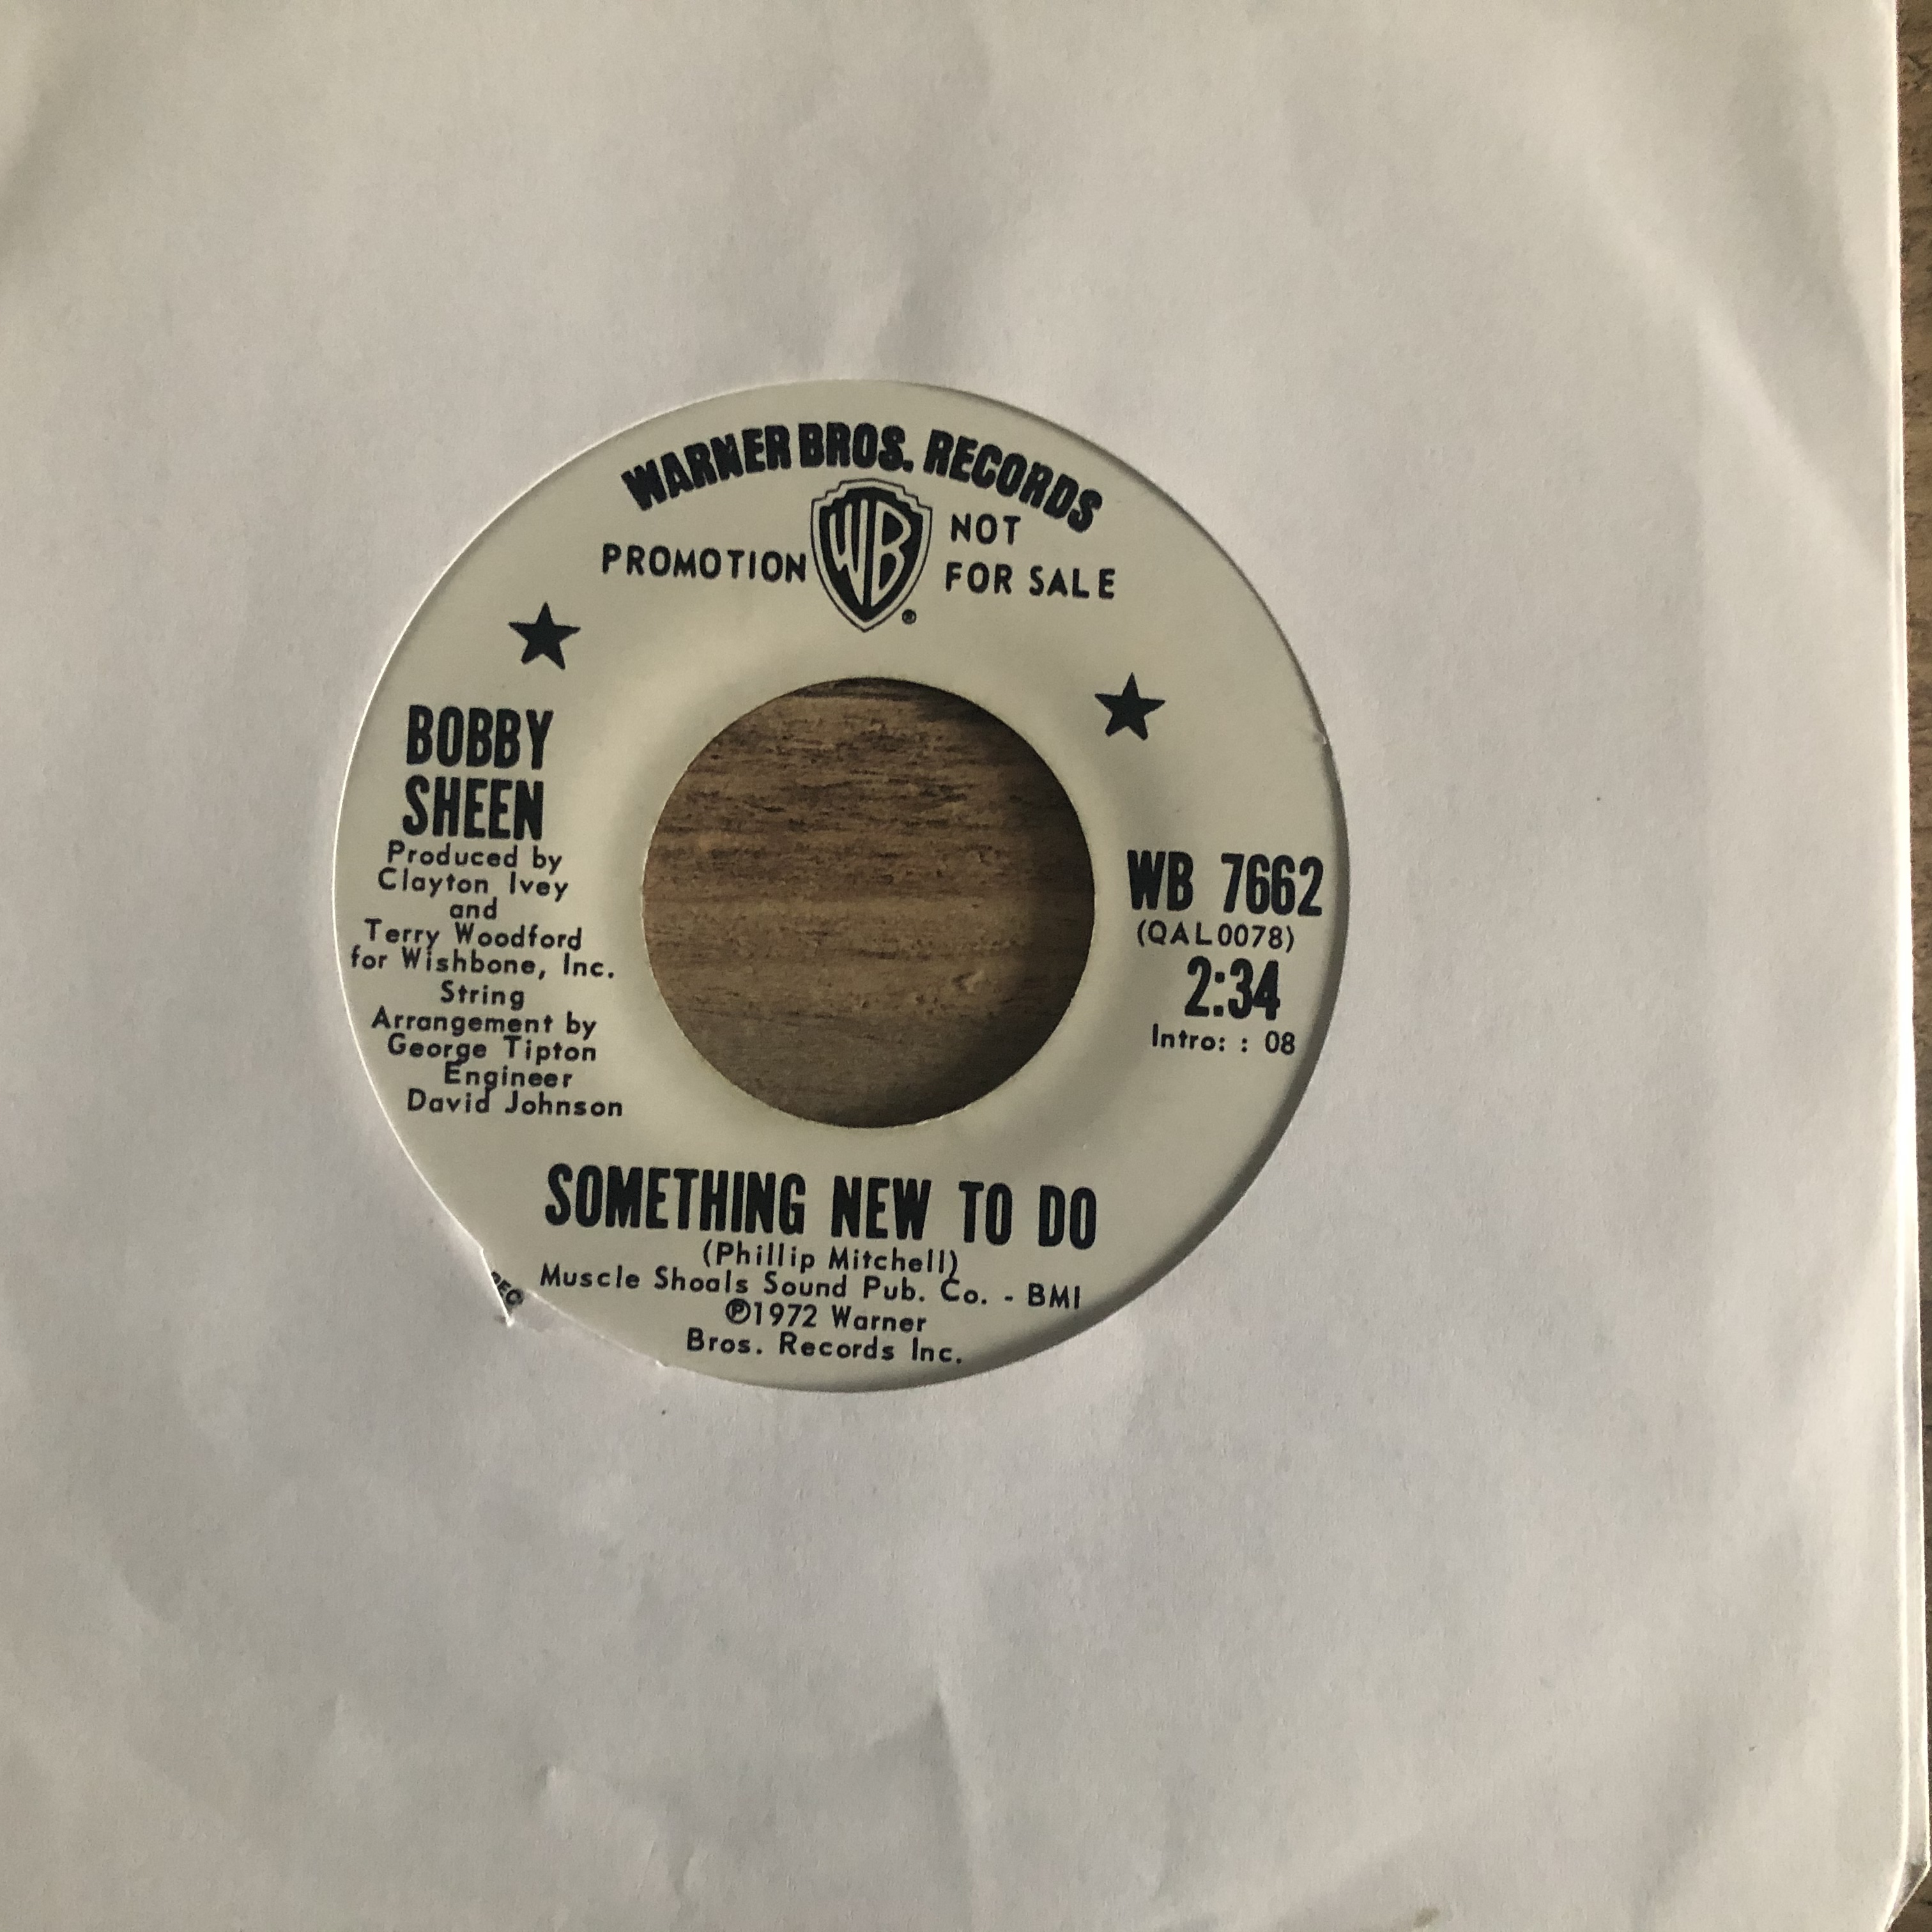 WARNER BROS. RECORDS
PROMOTION
WB
®
NOT
FOR SALE
BOBBY
SHEEN
Produced by
Clayton Ivey
and
Terry Woodford
for Wishbone, Inc.
String
Arrangement by
George Tipton
Engineer
David Johnson
WB 7662
(QAL0078)
2:34
Intro: : 08
SOMETHING NEW TO DO
(Phillip Mitchell)
Muscle Shoals Sound Pub. Co. - BMI
℗1972 Warner
Bros. Records Inc.